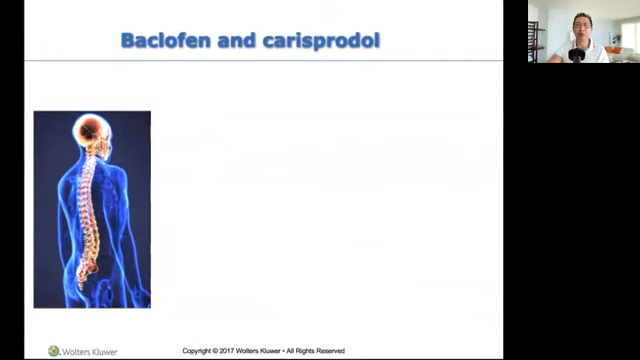 Baclofen and carisprodol
Wolters Kluwer
Copyright © 2017 Wolters Kluwer • All Rights Reserved